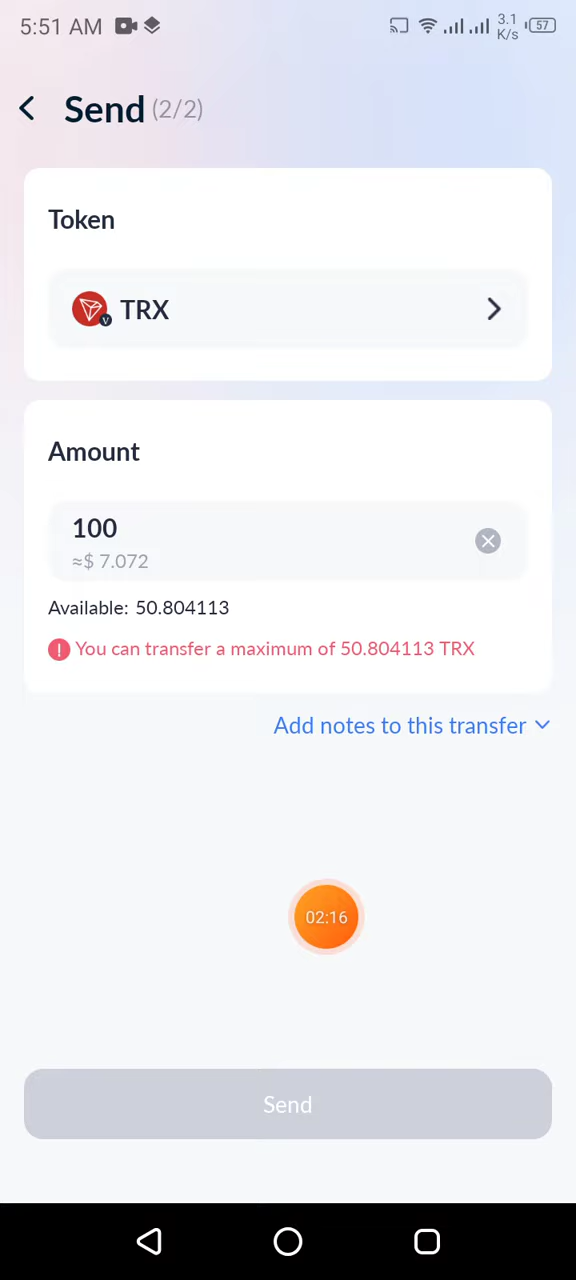 5:51 AM 3.1 K/s 57
Send (2/2)
Token
TRX
Amount
100
≈$ 7.072
Available: 50.804113
You can transfer a maximum of 50.804113 TRX
Add notes to this transfer
02:16
Send